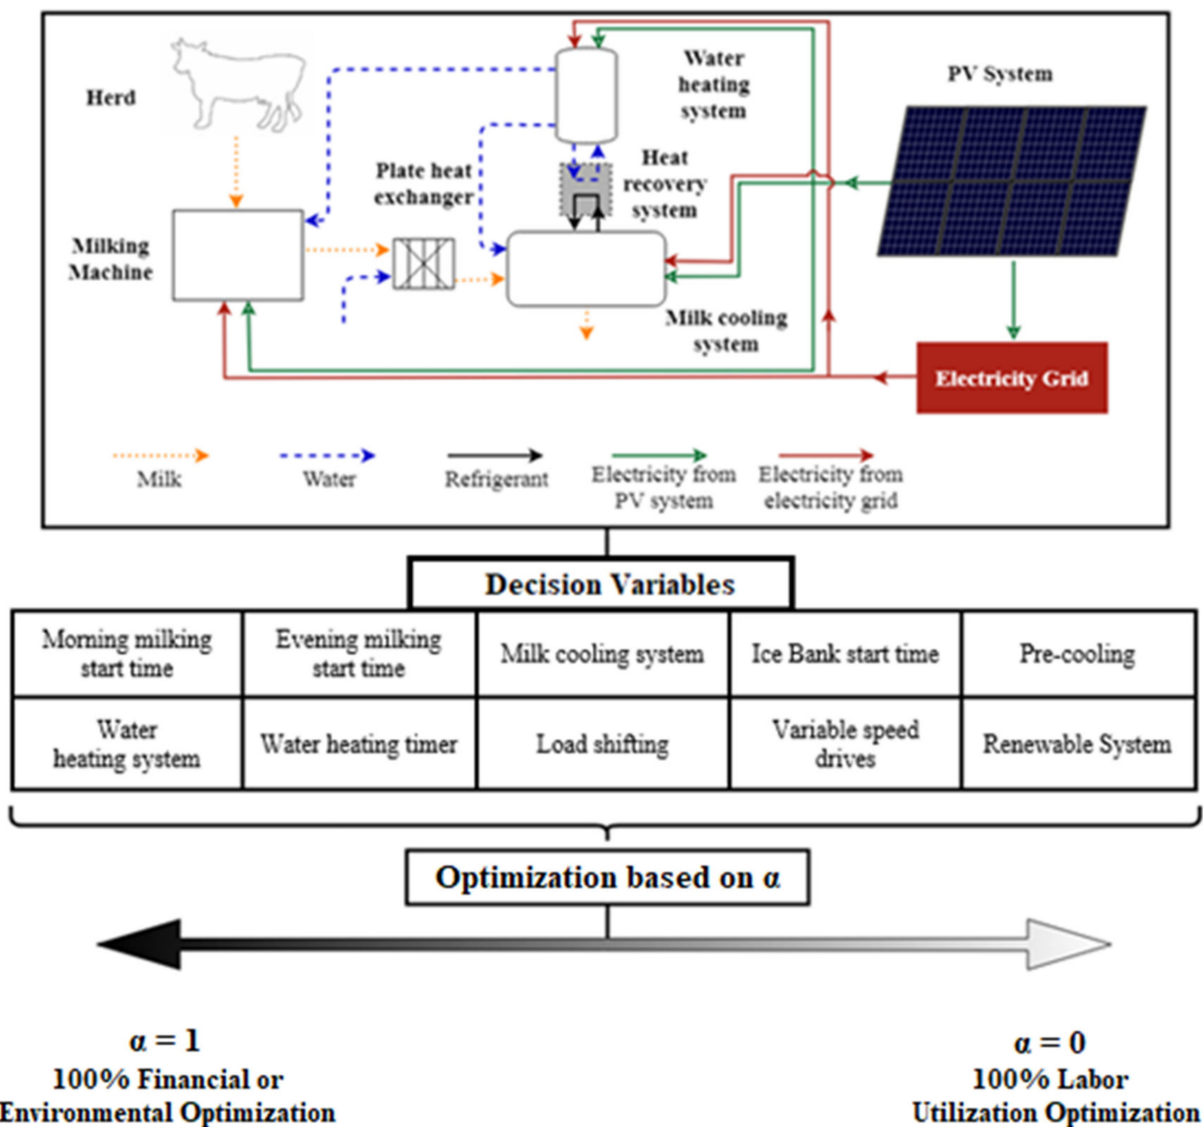 Herd
Water
heating
system
PV System
Plate heat
exchanger
Heat
recovery
system
Milking
Machine
Milk cooling
system
Electricity Grid
Milk
Water
Refrigerant
Electricity from
PV system
Electricity from
electricity grid
Decision Variables
Morning milking
start time
Evening milking
start time
Milk cooling system
Ice Bank start time
Pre-cooling
Water
heating system
Water heating timer
Load shifting
Variable speed
drives
Renewable System
Optimization based on α
α = 1
100% Financial or
Environmental Optimization
α = 0
100% Labor
Utilization Optimization